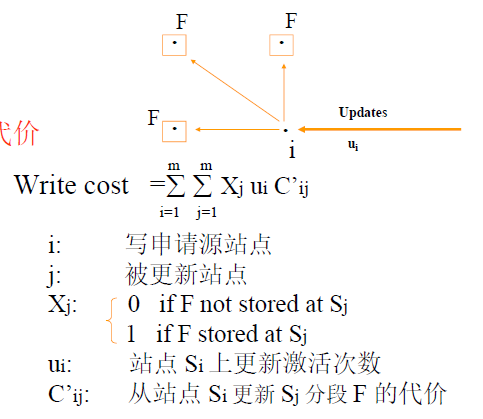 F F
F
Updates
代价
i
ui
Write cost =∑ ∑ Xj ui C’ij
m m
i=1 j=1
i: 写申请源站点
j: 被更新站点
Xj: 0 if F not stored at Sj
1 if F stored at Sj
ui: 站点 Si 上更新激活次数
C’ij: 从站点 Si 更新 Sj 分段 F 的代价